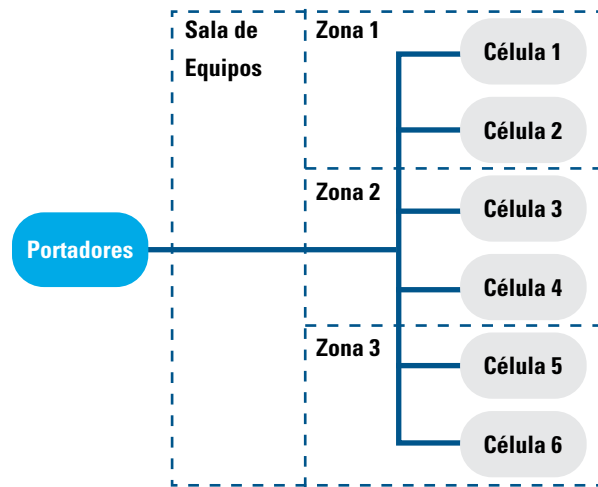 Sala de
Equipos
Zona 1
Célula 1
Célula 2
Zona 2
Célula 3
Portadores
Célula 4
Zona 3
Célula 5
Célula 6